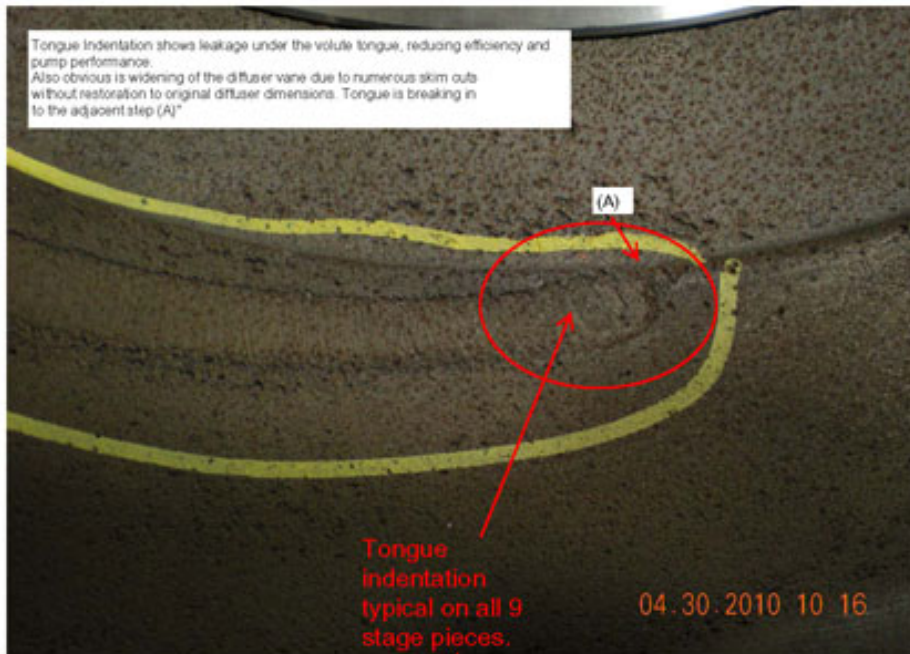 Tongue Indentation shows leakage under the volute tongue, reducing efficiency and
pump performance.
Also obvious is widening of the diffuser vane due to numerous skim cuts
without restoration to original diffuser dimensions. Tongue is breaking in
to the adjacent step (A)"
(A)
Tongue
indentation
typical on all 9
stage pieces.
04.30.2010 10 16